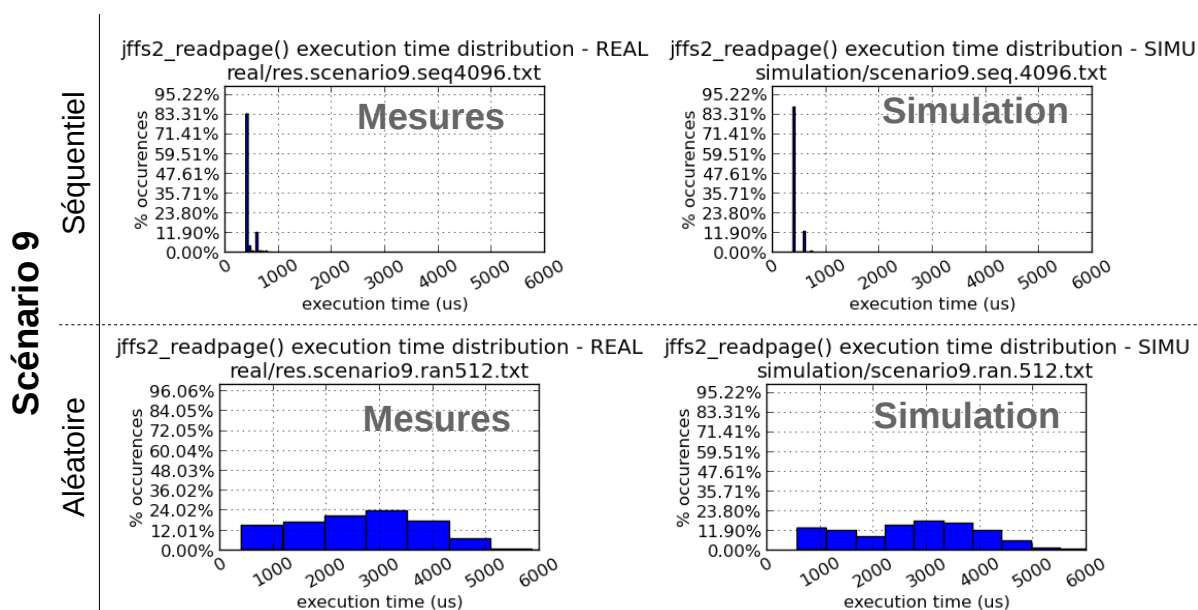 Scénario 9
Séquentiel
jffs2_readpage() execution time distribution - REAL
real/res.scenario9.seq4096.txt
Mesures
% occurences
95.22%
83.31%
71.41%
59.51%
47.61%
35.71%
23.80%
11.90%
0.00%
0 1000 2000 3000 4000 5000 6000
execution time (us)
jffs2_readpage() execution time distribution - SIMU
simulation/scenario9.seq.4096.txt
Simulation
% occurences
95.22%
83.31%
71.41%
59.51%
47.61%
35.71%
23.80%
11.90%
0.00%
0 1000 2000 3000 4000 5000 6000
execution time (us)
Aléatoire
jffs2_readpage() execution time distribution - REAL
real/res.scenario9.ran512.txt
Mesures
% occurences
96.06%
84.05%
72.05%
60.04%
48.03%
36.02%
24.02%
12.01%
0.00%
0 1000 2000 3000 4000 5000 6000
execution time (us)
jffs2_readpage() execution time distribution - SIMU
simulation/scenario9.ran.512.txt
Simulation
% occurences
95.22%
83.31%
71.41%
59.51%
47.61%
35.71%
23.80%
11.90%
0.00%
0 1000 2000 3000 4000 5000 6000
execution time (us)